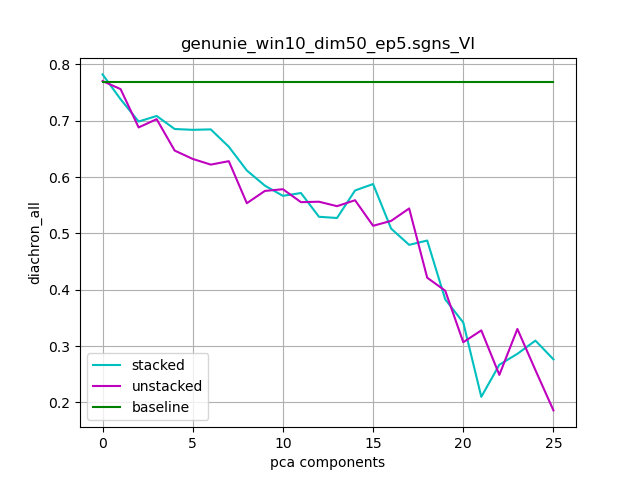 genunie_win10_dim50_ep5.sgns_VI
0.8
0.7
0.6
0.5
0.4
0.3
0.2
diachron_all
stacked
unstacked
baseline
0 5 10 15 20 25
pca components